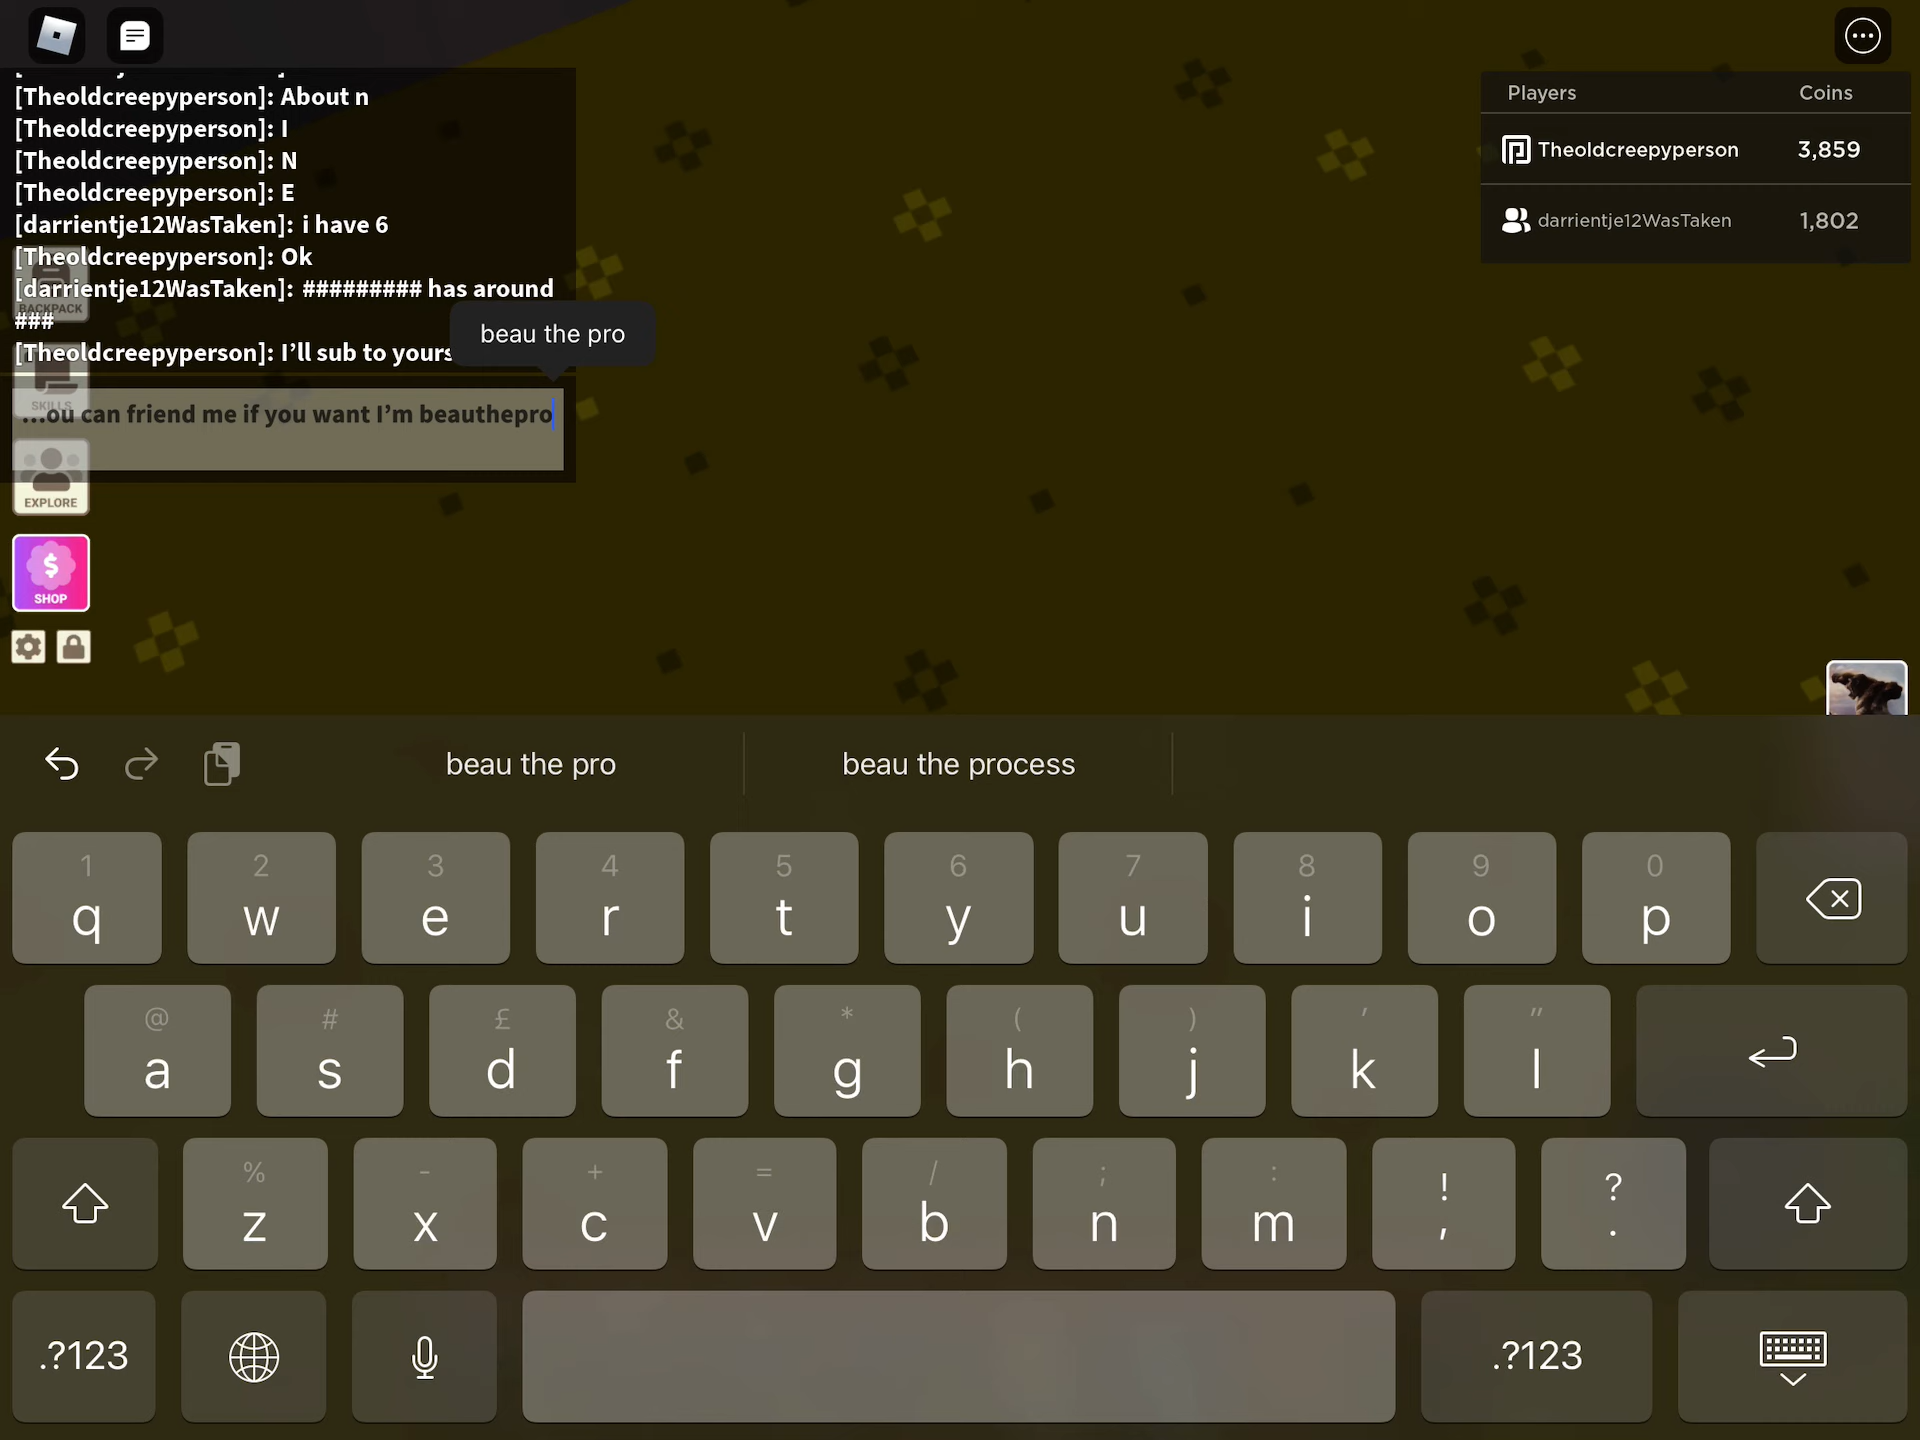 [Theoldcreepyperson]: About n
[Theoldcreepyperson]: I
[Theoldcreepyperson]: N
[Theoldcreepyperson]: E
[darrientje12WasTaken]: i have 6
[Theoldcreepyperson]: Ok
[darrientje12WasTaken]: ######### has around
###
[Theoldcreepyperson]: I’ll sub to yours
beau the pro
...ou can friend me if you want I’m beauthepro
BACKPACK
SKILLS
EXPLORE
$
SHOP
Players Coins
Theoldcreepyperson 3,859
darrientje12WasTaken 1,802
beau the pro beau the process
1 2 3 4 5 6 7 8 9 0
q w e r t y u i o p
@ # £ & * ( ) ' "
a s d f g h j k l
% - + = / ; : ! ?
z x c v b n m , .
.?123 .?123